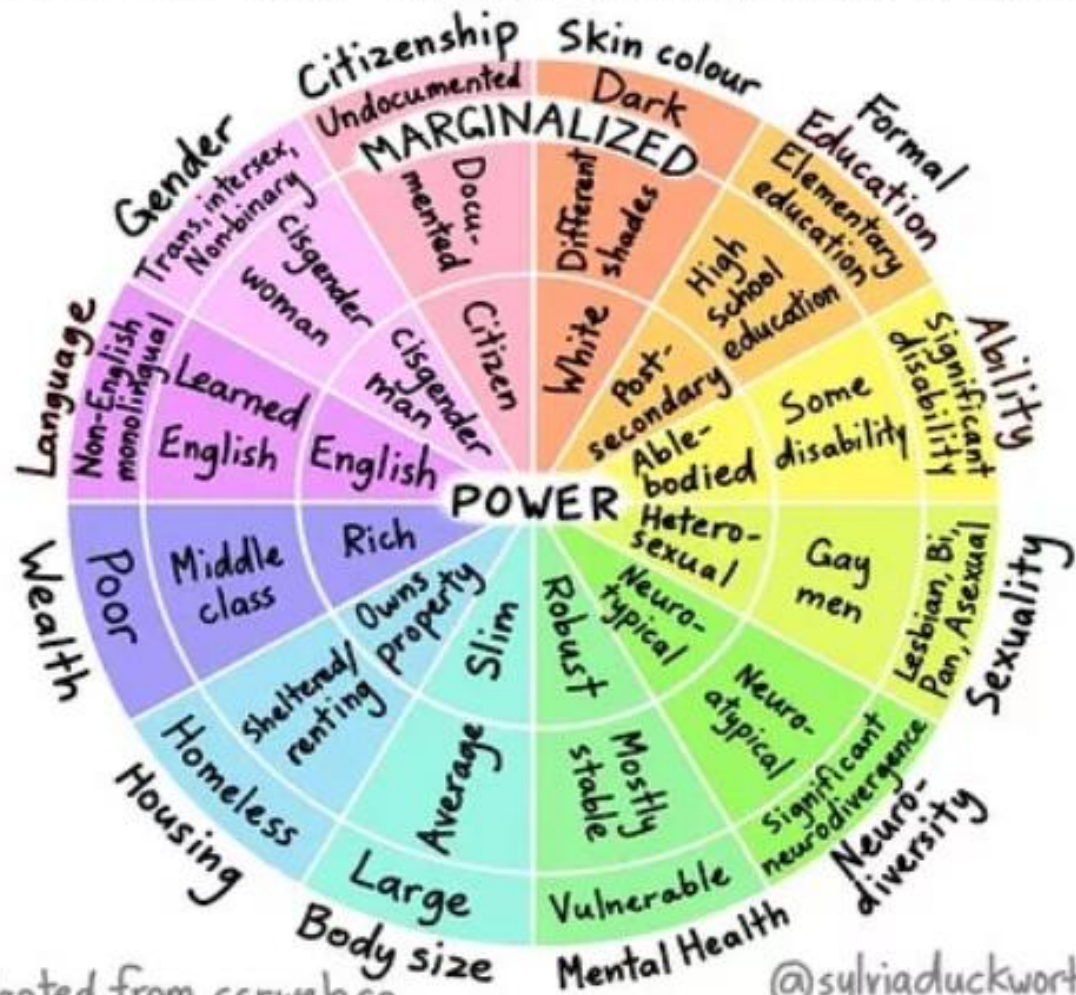 Citizenship
Undocumented
Docu-
mented
Citizen
Skin colour
Dark
Different
shades
White
Formal
Education
Elementary
education
High
school
education
Post-
secondary
Ability
Significant
disability
Some
disability
Able-
bodied
Sexuality
Lesbian, Bi,
Pan, Asexual
Gay
men
Hetero-
sexual
Neuro-
diversity
Significant
neurodivergence
Neuro-
atypical
Neuro-
typical
Mental Health
Vulnerable
Mostly
stable
Robust
Body size
Large
Average
Slim
Housing
Homeless
Sheltered/
renting
Owns
property
Wealth
Poor
Middle
class
Rich
Language
Non-English
monolingual
Learned
English
English
Gender
Trans, intersex,
Non-binary
cisgender
woman
cisgender
man
MARGINALIZED
POWER
from
@sylviaduckwort